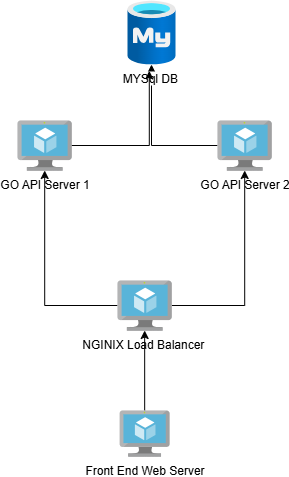 My
MYSql DB
GO API Server 1
GO API Server 2
NGINIX Load Balancer
Front End Web Server